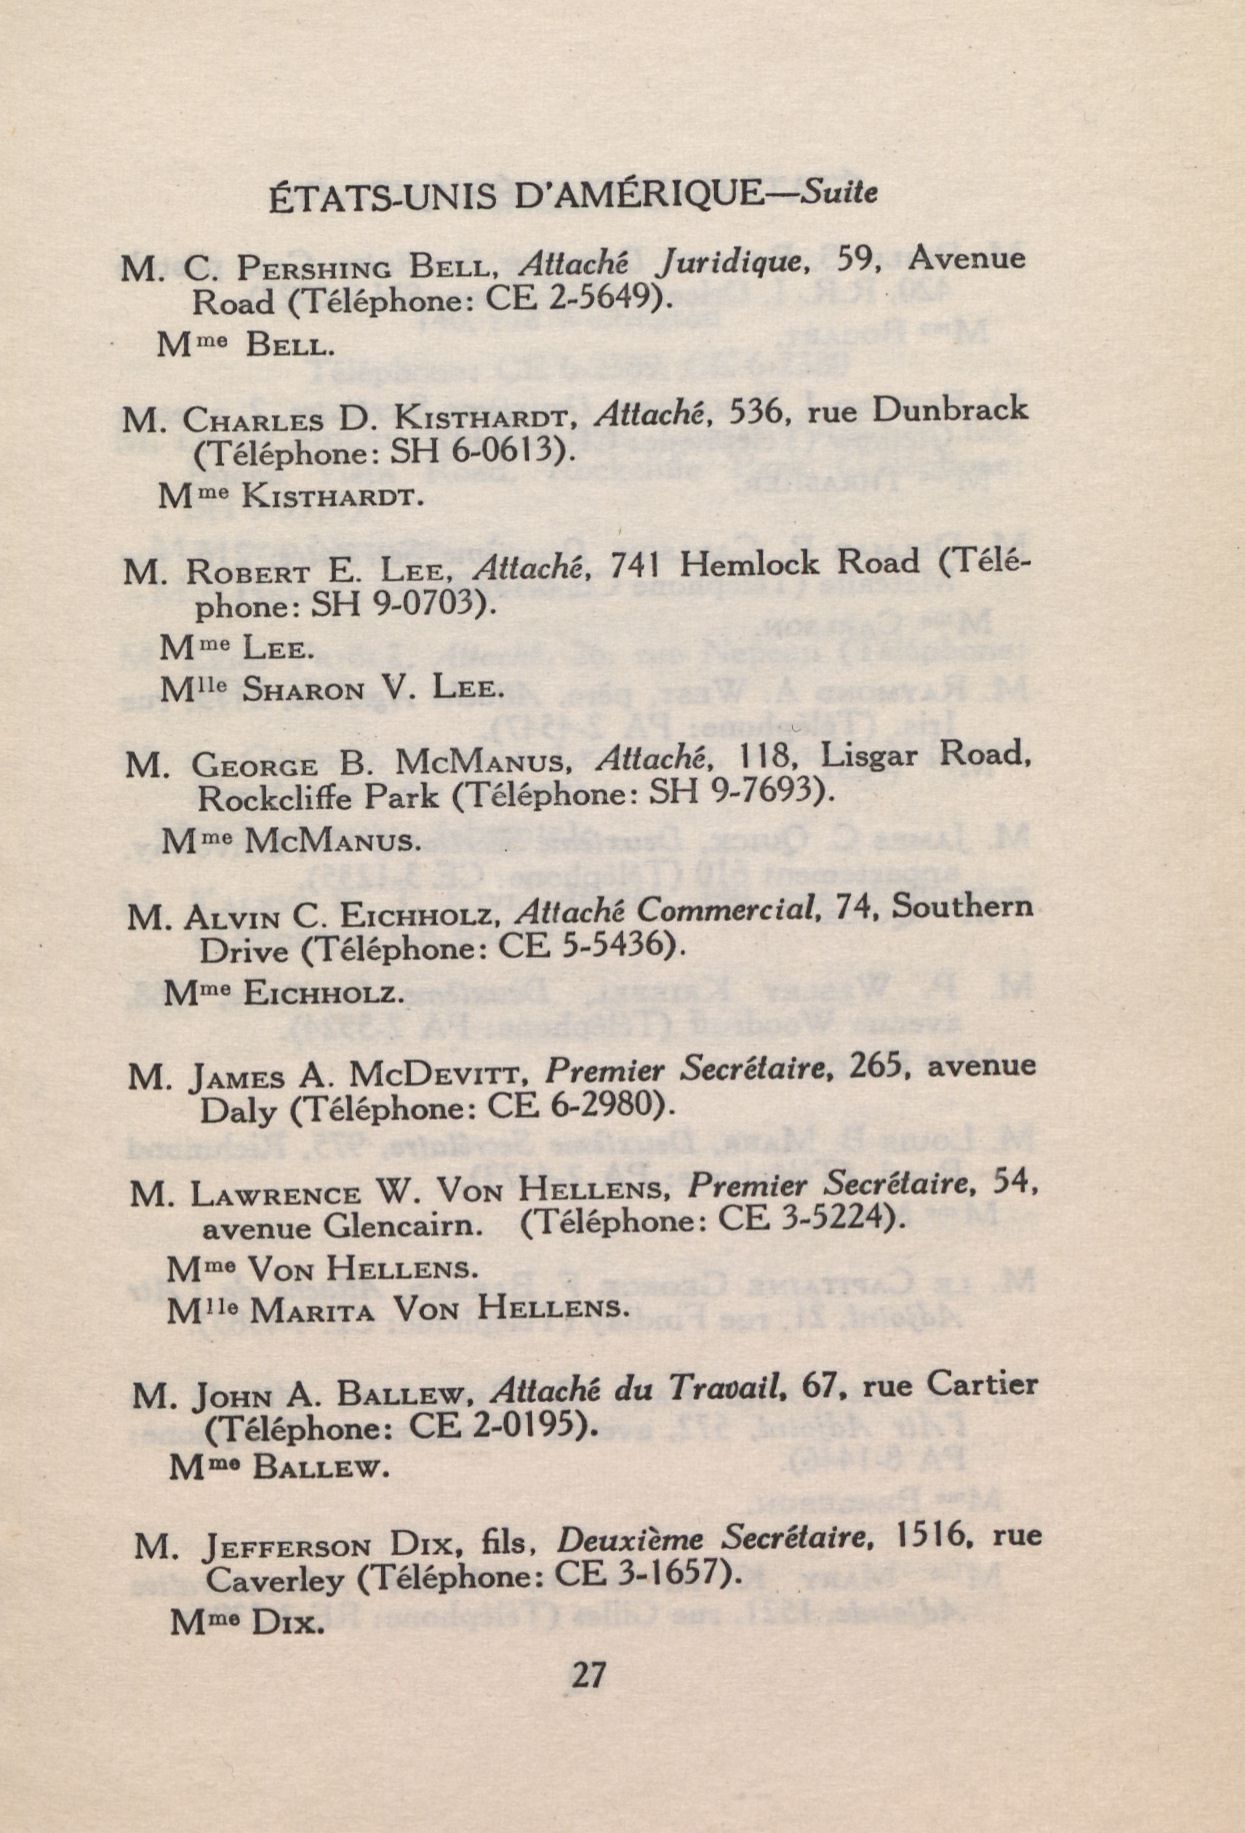 ÉTATS-UNIS D'AMÉRIQUE—Suite
M. C. PERSHING BELL, Attaché Juridique, 59, Avenue
Road (Téléphone: CE 2-5649).
Mme BELL.
M. CHARLES D. KISTHARDT, Attaché, 536, rue Dunbrack
(Téléphone: SH 6-0613).
Mme KISTHARDT.
M. ROBERT E. LEE, Attaché, 741 Hemlock Road (Télé-
phone: SH 9-0703).
Mme LEE.
Mlle SHARON V. LEE.
M. GEORGE B. MCMANUS, Attaché, 118, Lisgar Road,
Rockcliffe Park (Téléphone: SH 9-7693).
Mme MCMANUS.
M. ALVIN C. EICHHOLZ, Attaché Commercial, 74, Southern
Drive (Téléphone: CE 5-5436).
Mme EICHHOLZ.
M. JAMES A. MCDEVITT, Premier Secrétaire, 265, avenue
Daly (Téléphone: CE 6-2980).
M. LAWRENCE W. VON HELLENS, Premier Secrétaire, 54,
avenue Glencairn. (Téléphone: CE 3-5224).
Mme VON HELLENS.
Mlle MARITA VON HELLENS.
M. JOHN A. BALLEW, Attaché du Travail, 67, rue Cartier
(Téléphone: CE 2-0195).
Mme BALLEW.
M. JEFFERSON DIX, fils, Deuxième Secrétaire, 1516, rue
Caverley (Téléphone: CE 3-1657).
Mme DIX.
27